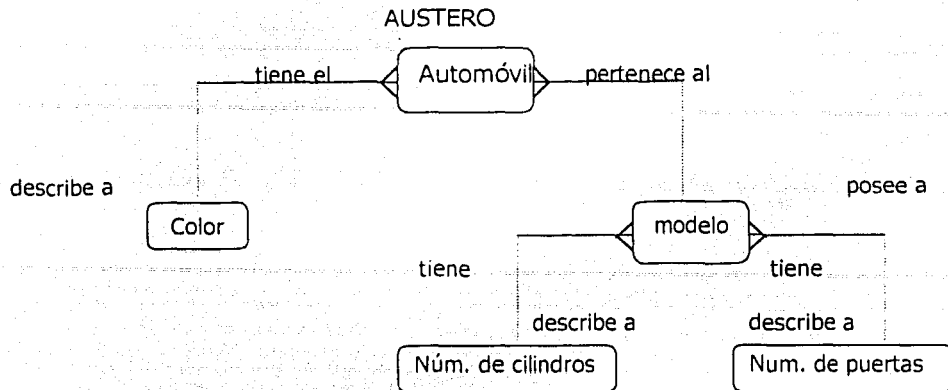 AUSTERO
tiene el
Automóvil
pertenece al
describe a
posee a
Color
modelo
tiene
tiene
describe a
describe a
Núm. de cilindros
Num. de puertas